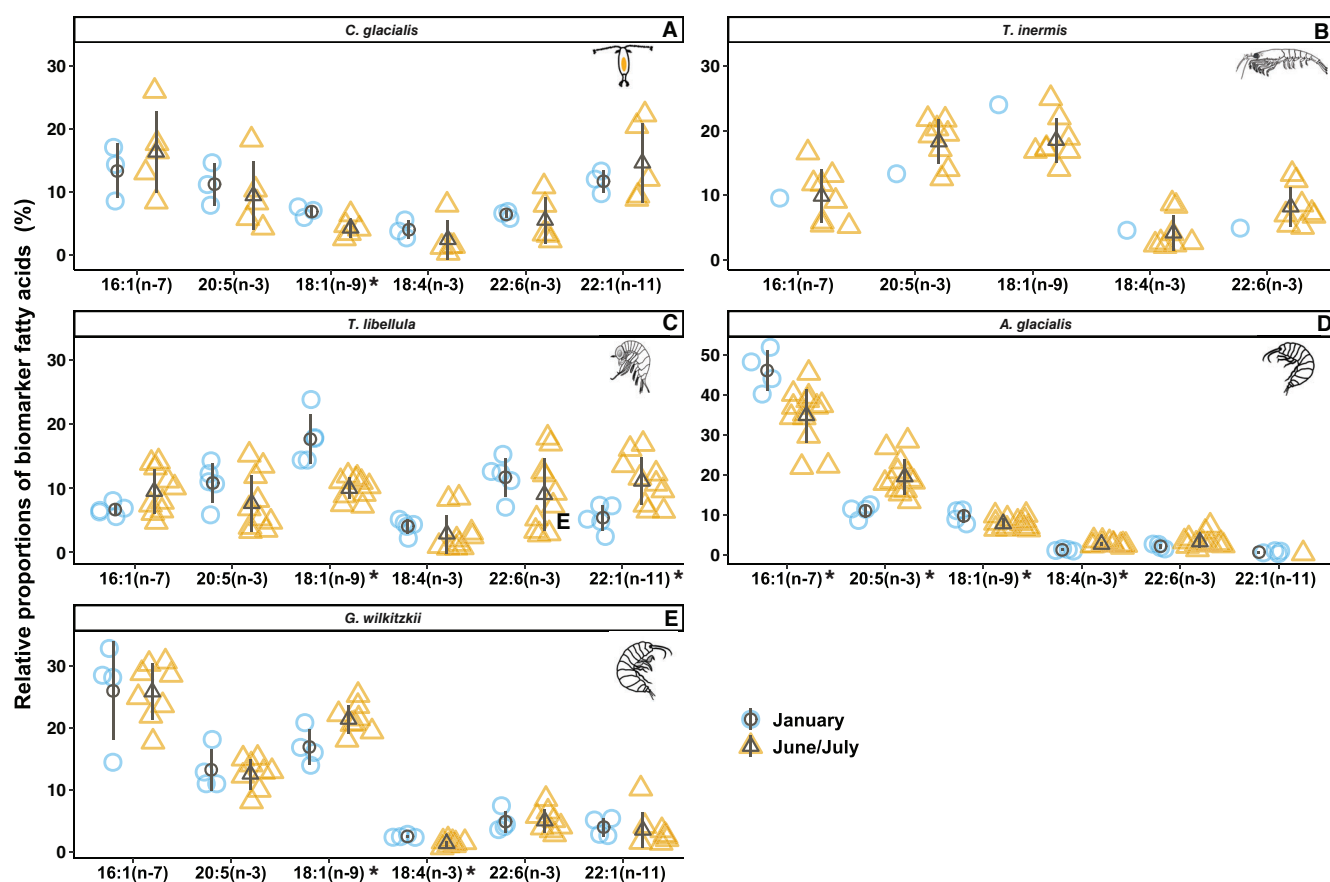 Relative proportions of biomarker fatty acids (%)
C. glacialis A
30
20
10
0
16:1(n-7) 20:5(n-3) 18:1(n-9) * 18:4(n-3) 22:6(n-3) 22:1(n-11)
T. inermis B
30
20
10
0
16:1(n-7) 20:5(n-3) 18:1(n-9) 18:4(n-3) 22:6(n-3)
T. libellula C
30
20
10
0
E
16:1(n-7) 20:5(n-3) 18:1(n-9) * 18:4(n-3) 22:6(n-3) 22:1(n-11) *
A. glacialis D
50
40
30
20
10
0
16:1(n-7) * 20:5(n-3) * 18:1(n-9) * 18:4(n-3) * 22:6(n-3) 22:1(n-11)
G. wilkitzkii E
30
20
10
0
16:1(n-7) 20:5(n-3) 18:1(n-9) * 18:4(n-3) * 22:6(n-3) 22:1(n-11)
January
June/July